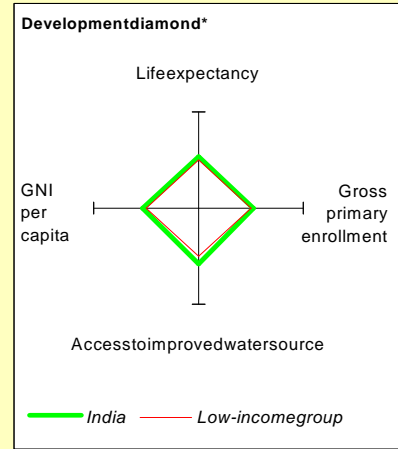 Developmentdiamond*
Lifeexpectancy
GNI
per
capita
Gross
primary
enrollment
Accesstoimprovedwatersource
India
Low-incomegroup